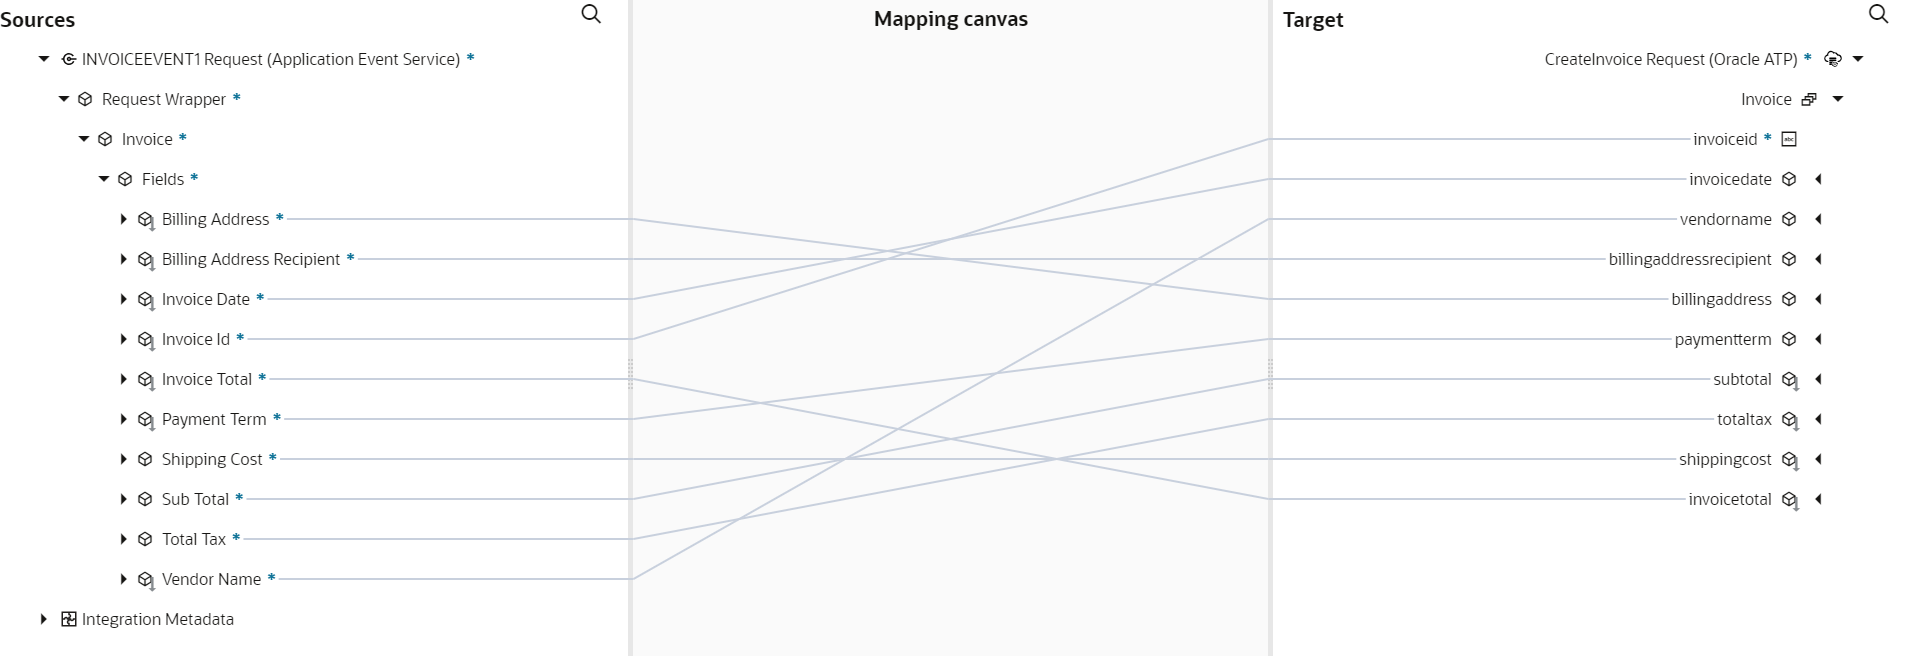 Sources
INVOICEEVENT1 Request (Application Event Service) *
Request Wrapper *
Invoice *
Fields *
Billing Address *
Billing Address Recipient *
Invoice Date *
Invoice Id *
Invoice Total *
Payment Term *
Shipping Cost *
Sub Total *
Total Tax *
Vendor Name *
Integration Metadata
Mapping canvas
Target
CreateInvoice Request (Oracle ATP) *
Invoice
invoiceid *
abc
invoicedate
vendorname
billingaddressrecipient
billingaddress
paymentterm
subtotal
totaltax
shippingcost
invoicetotal